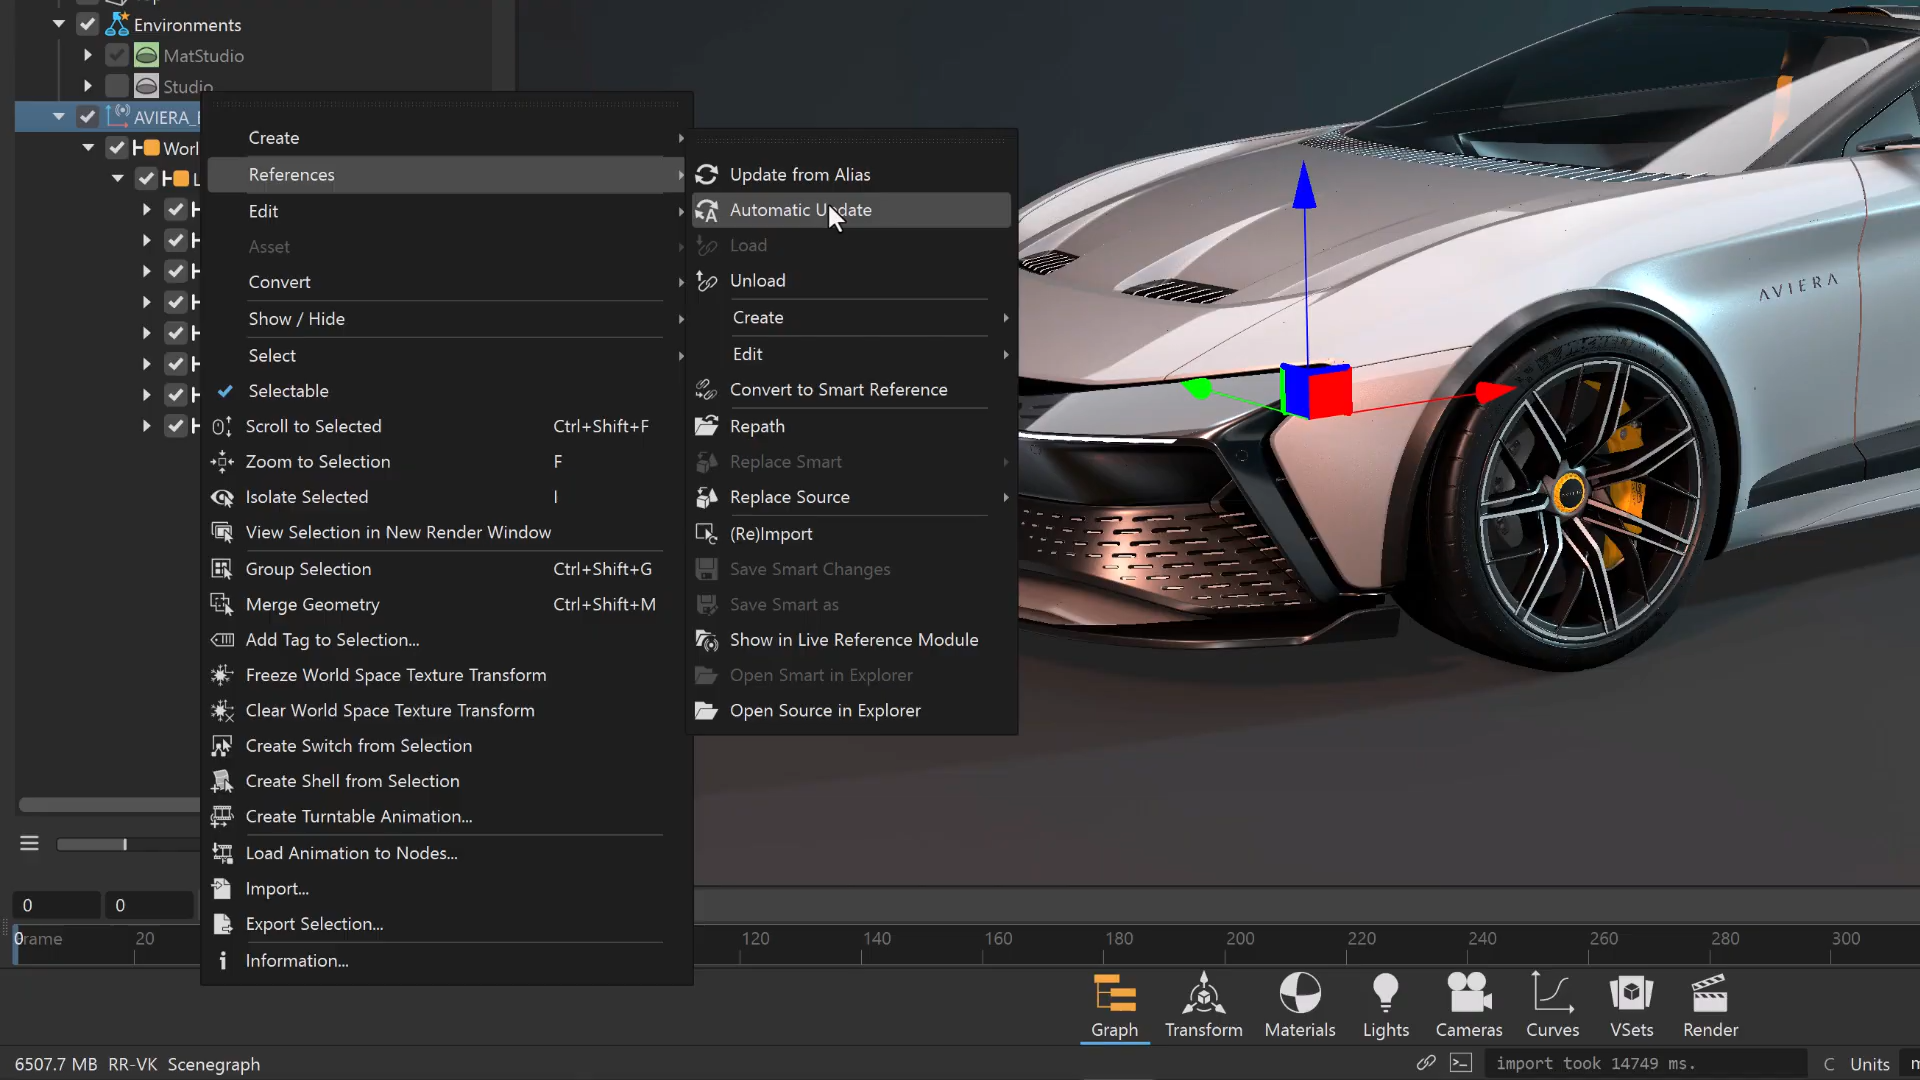 Environments
MatStudio
Studio
AVIERA_
Worl
Create
References
Edit
Asset
Convert
Show / Hide
Select
Selectable
Scroll to Selected Ctrl+Shift+F
Zoom to Selection F
Isolate Selected I
View Selection in New Render Window
Group Selection Ctrl+Shift+G
Merge Geometry Ctrl+Shift+M
Add Tag to Selection...
Freeze World Space Texture Transform
Clear World Space Texture Transform
Create Switch from Selection
Create Shell from Selection
Create Turntable Animation...
Load Animation to Nodes...
Import...
Export Selection...
Information...
Update from Alias
Automatic Update
Load
Unload
Create
Edit
Convert to Smart Reference
Repath
Replace Smart
Replace Source
(Re)Import
Save Smart Changes
Save Smart as
Show in Live Reference Module
Open Smart in Explorer
Open Source in Explorer
AVIERA
0 0
0 rame 20 120 140 160 180 200 220 240 260 280 300
Graph Transform Materials Lights Cameras Curves VSets Render
6507.7 MB RR-VK Scenegraph import took 14749 ms. C Units